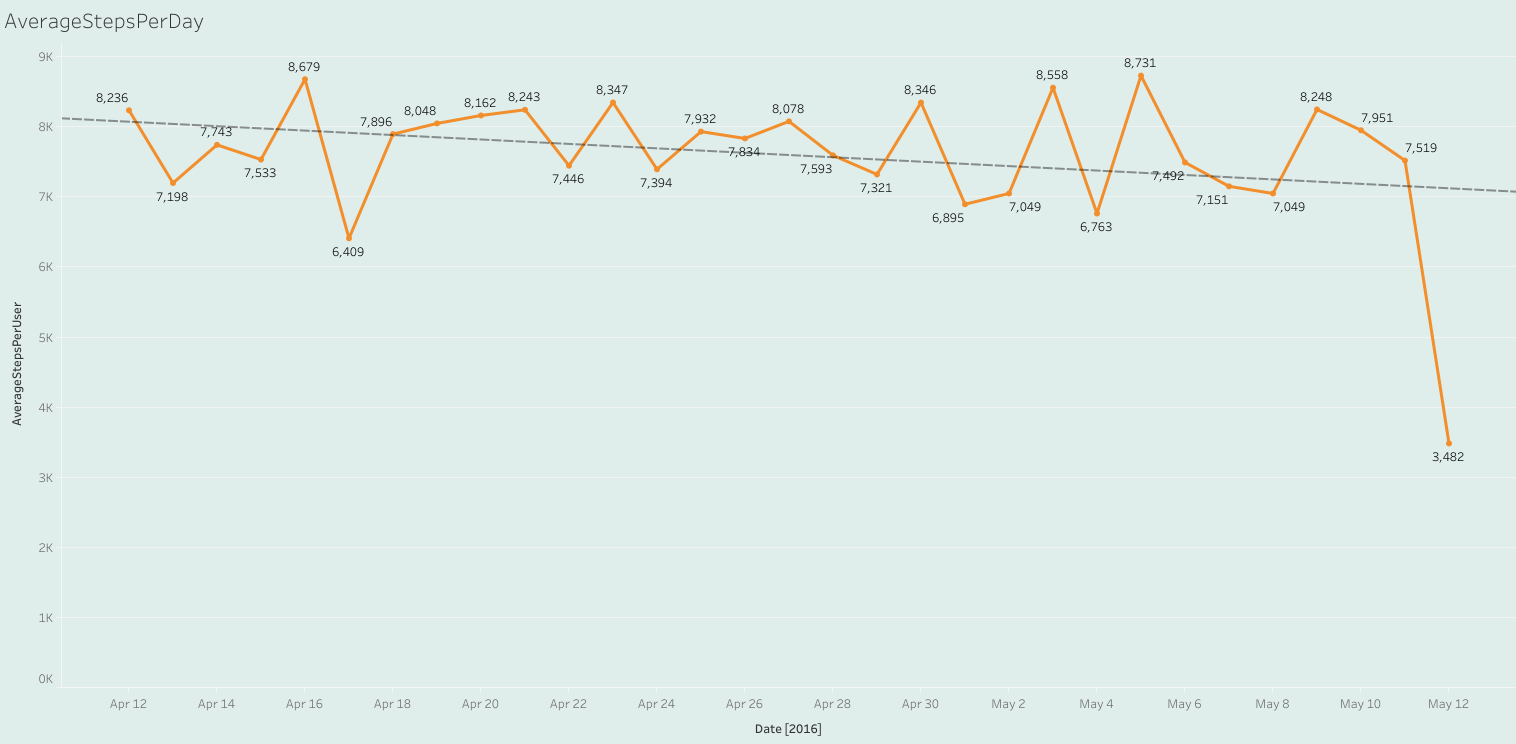 AverageStepsPerDay
9K
8K
7K
6K
5K
4K
3K
2K
1K
0K
AverageStepsPerUser
8,236
7,198
7,743
7,533
8,679
6,409
7,896
8,048
8,162
8,243
7,446
8,347
7,394
7,932
7,834
8,078
7,593
7,321
8,346
6,895
7,049
8,558
6,763
8,731
7,492
7,151
7,049
8,248
7,951
7,519
3,482
Apr 12 Apr 14 Apr 16 Apr 18 Apr 20 Apr 22 Apr 24 Apr 26 Apr 28 Apr 30 May 2 May 4 May 6 May 8 May 10 May 12
Date [2016]